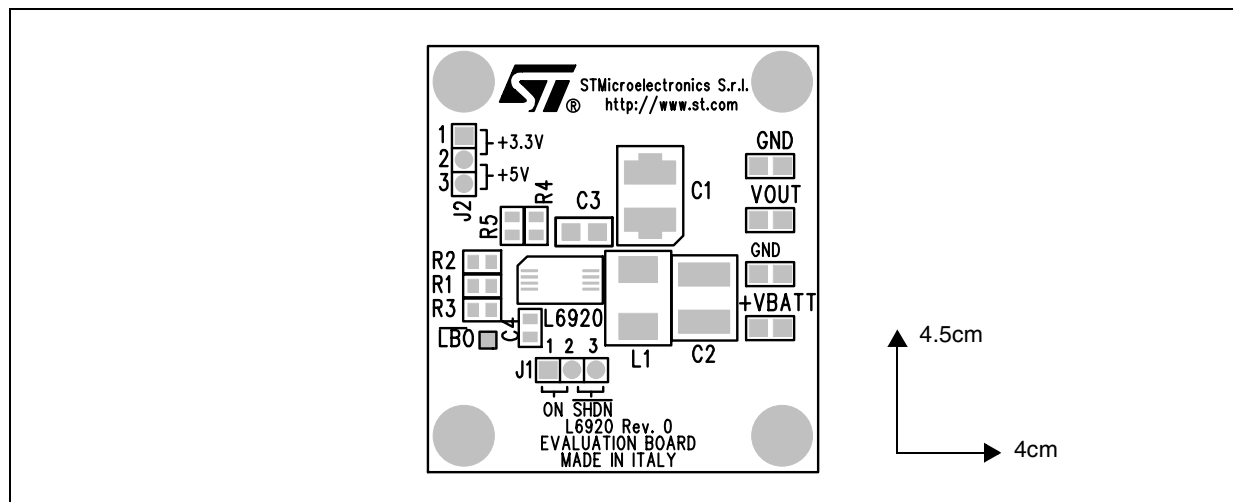 ST®
STMicroelectronics S.r.l.
http://www.st.com
1
2
3
+3.3V
+5V
J2
R5
R4
C3
C1
GND
VOUT
GND
+VBATT
R2
R1
R3
LBO
C4
L6920
L1
C2
J1
1 2 3
ON SHDN
L6920 Rev. 0
EVALUATION BOARD
MADE IN ITALY
4.5cm
4cm